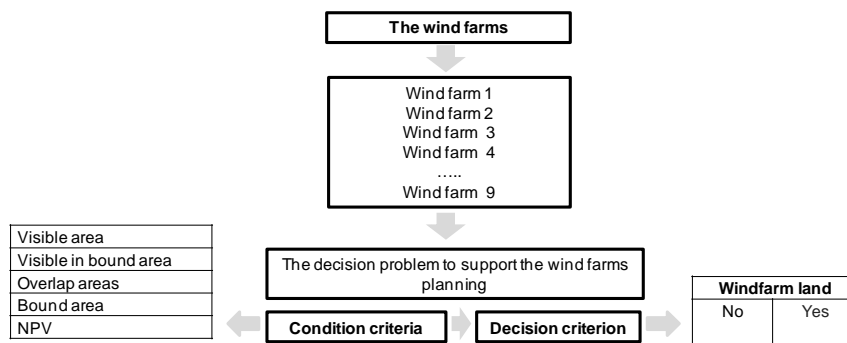 The wind farms
Wind farm 1
Wind farm 2
Wind farm 3
Wind farm 4
.....
Wind farm 9
The decision problem to support the wind farms
planning
Visible area
Visible in bound area
Overlap areas
Bound area
NPV
Condition criteria
Decision criterion
Windfarm land
No Yes